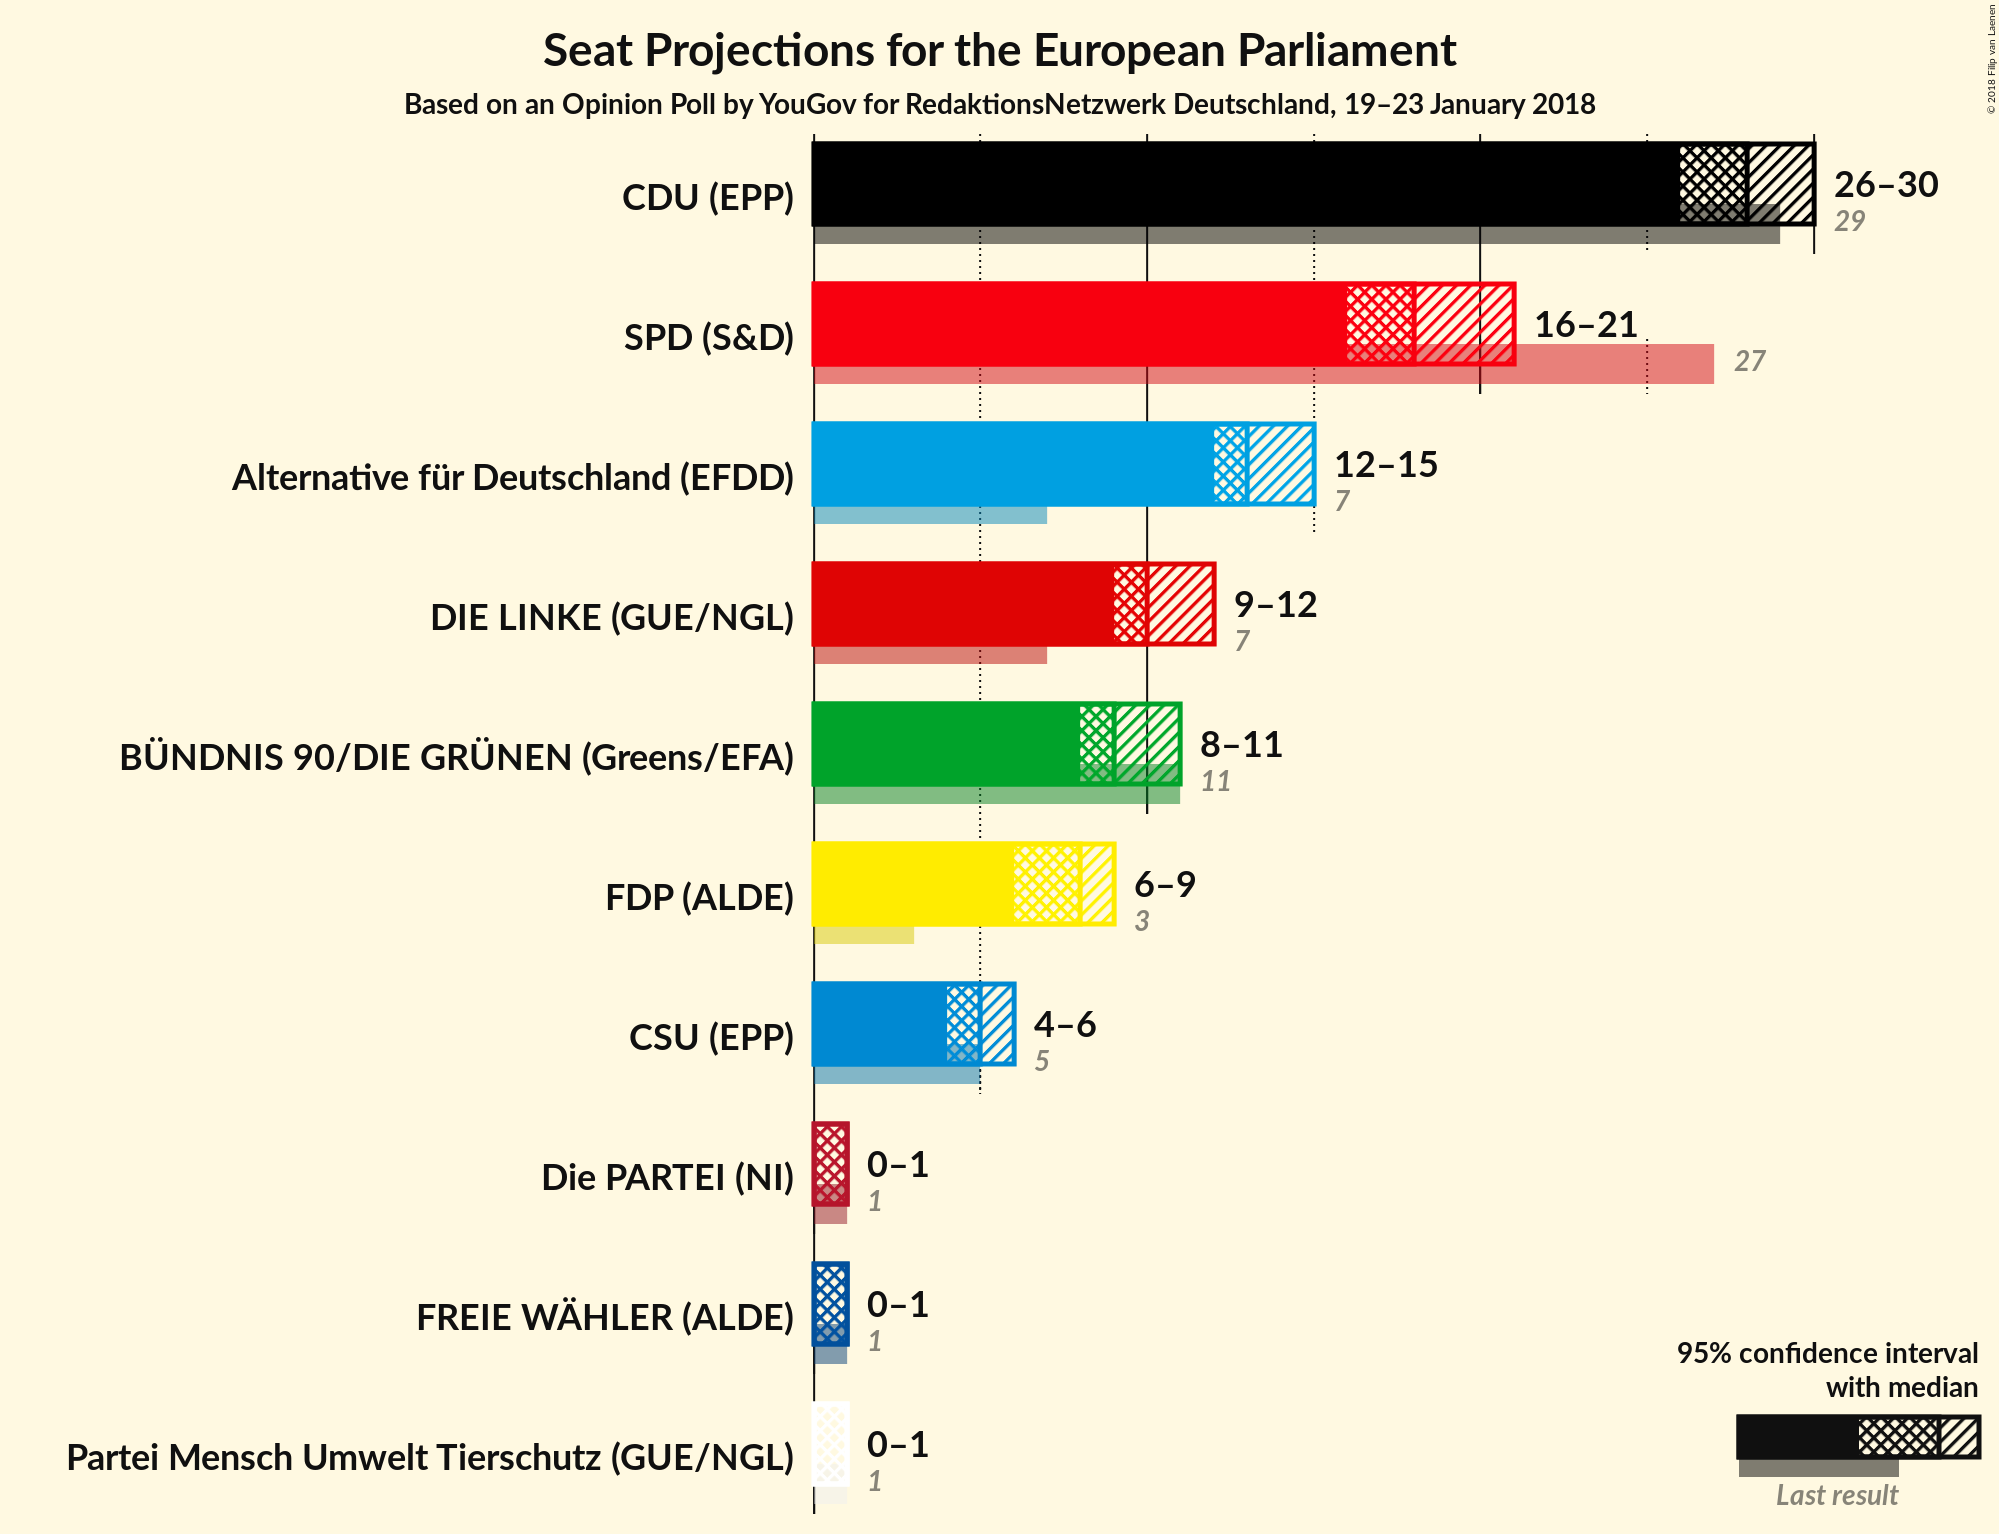 Seat Projections for the European Parliament
Based on an Opinion Poll by YouGov for RedaktionsNetzwerk Deutschland, 19–23 January 2018
© 2018 Filip van Laenen
CDU (EPP)
26–30
29
SPD (S&D)
16–21
27
Alternative für Deutschland (EFDD)
12–15
7
DIE LINKE (GUE/NGL)
9–12
7
BÜNDNIS 90/DIE GRÜNEN (Greens/EFA)
8–11
11
FDP (ALDE)
6–9
3
CSU (EPP)
4–6
5
Die PARTEI (NI)
0–1
1
FREIE WÄHLER (ALDE)
0–1
1
Partei Mensch Umwelt Tierschutz (GUE/NGL)
0–1
1
95% confidence interval
with median
Last result